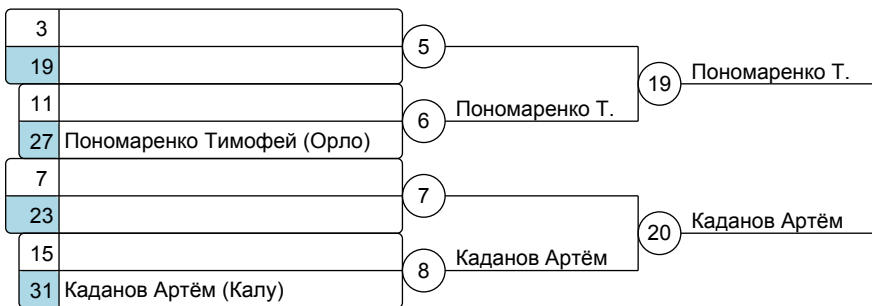 3
19
5
19
Пономаренко Т.
11
27 Пономаренко Тимофей (Орло)
6
Пономаренко Т.
7
23
7
20
Каданов Артём
15
31 Каданов Артём (Калу)
8
Каданов Артём